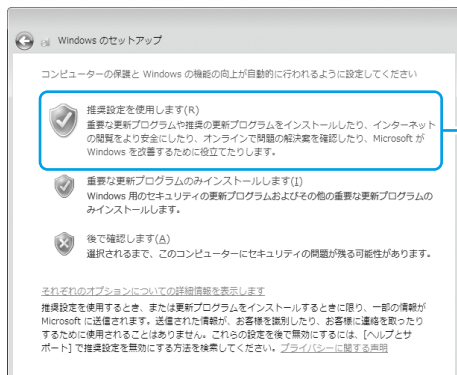 Windows のセットアップ
コンピューターの保護と Windows の機能の向上が自動的に行われるように設定してください
推奨設定を使用します(R)
重要な更新プログラムや推奨の更新プログラムをインストールしたり、インターネット
の閲覧をより安全にしたり、オンラインで問題の解決策を確認したり、Microsoft が
Windows を改善するために役立てたりします。
重要な更新プログラムのみインストールします(I)
Windows 用のセキュリティの更新プログラムおよびその他の重要な更新プログラムの
みインストールします。
後で確認します(A)
選択されるまで、このコンピューターにセキュリティの問題が残る可能性があります。
それぞれのオプションについての詳細情報を表示します
推奨設定を使用するとき、または更新プログラムをインストールするときに限り、一部の情報が
Microsoft に送信されます。送信された情報が、お客様を識別したり、お客様に連絡を取ったり
するために使用されることはありません。これらの設定を後で無効にするには、[ヘルプとサ
ポート] で推奨設定を無効にする方法を検索してください。プライバシーに関する声明